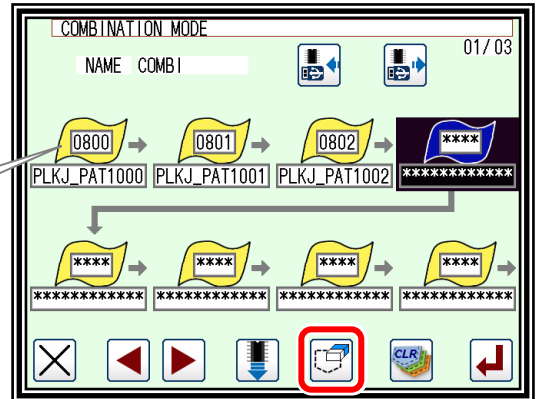 COMBINATION MODE
NAME COMBI
01/03
0800 0801 0802 ****
PLKJ_PAT1000 PLKJ_PAT1001 PLKJ_PAT1002 ************
**** **** **** ****
************ ************ ************ ************
CLR